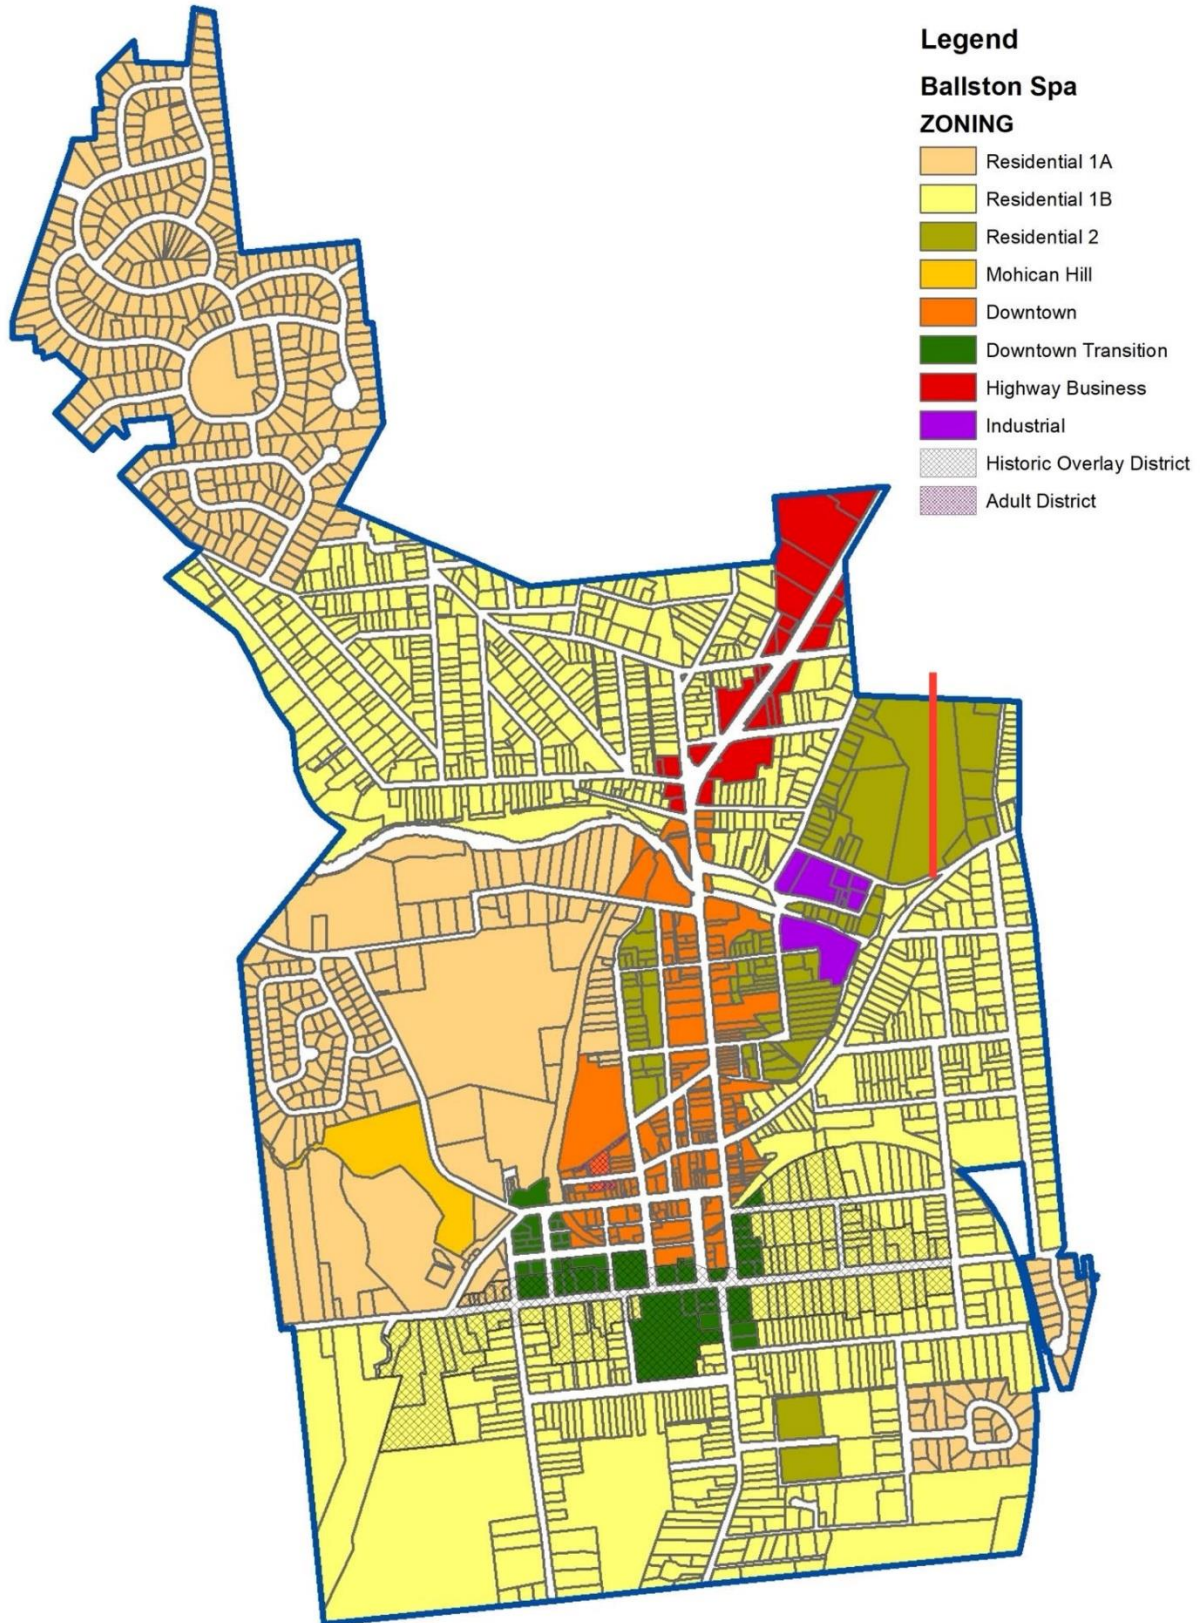 Legend
Ballston Spa
ZONING
Residential 1A
Residential 1B
Residential 2
Mohican Hill
Downtown
Downtown Transition
Highway Business
Industrial
Historic Overlay District
Adult District